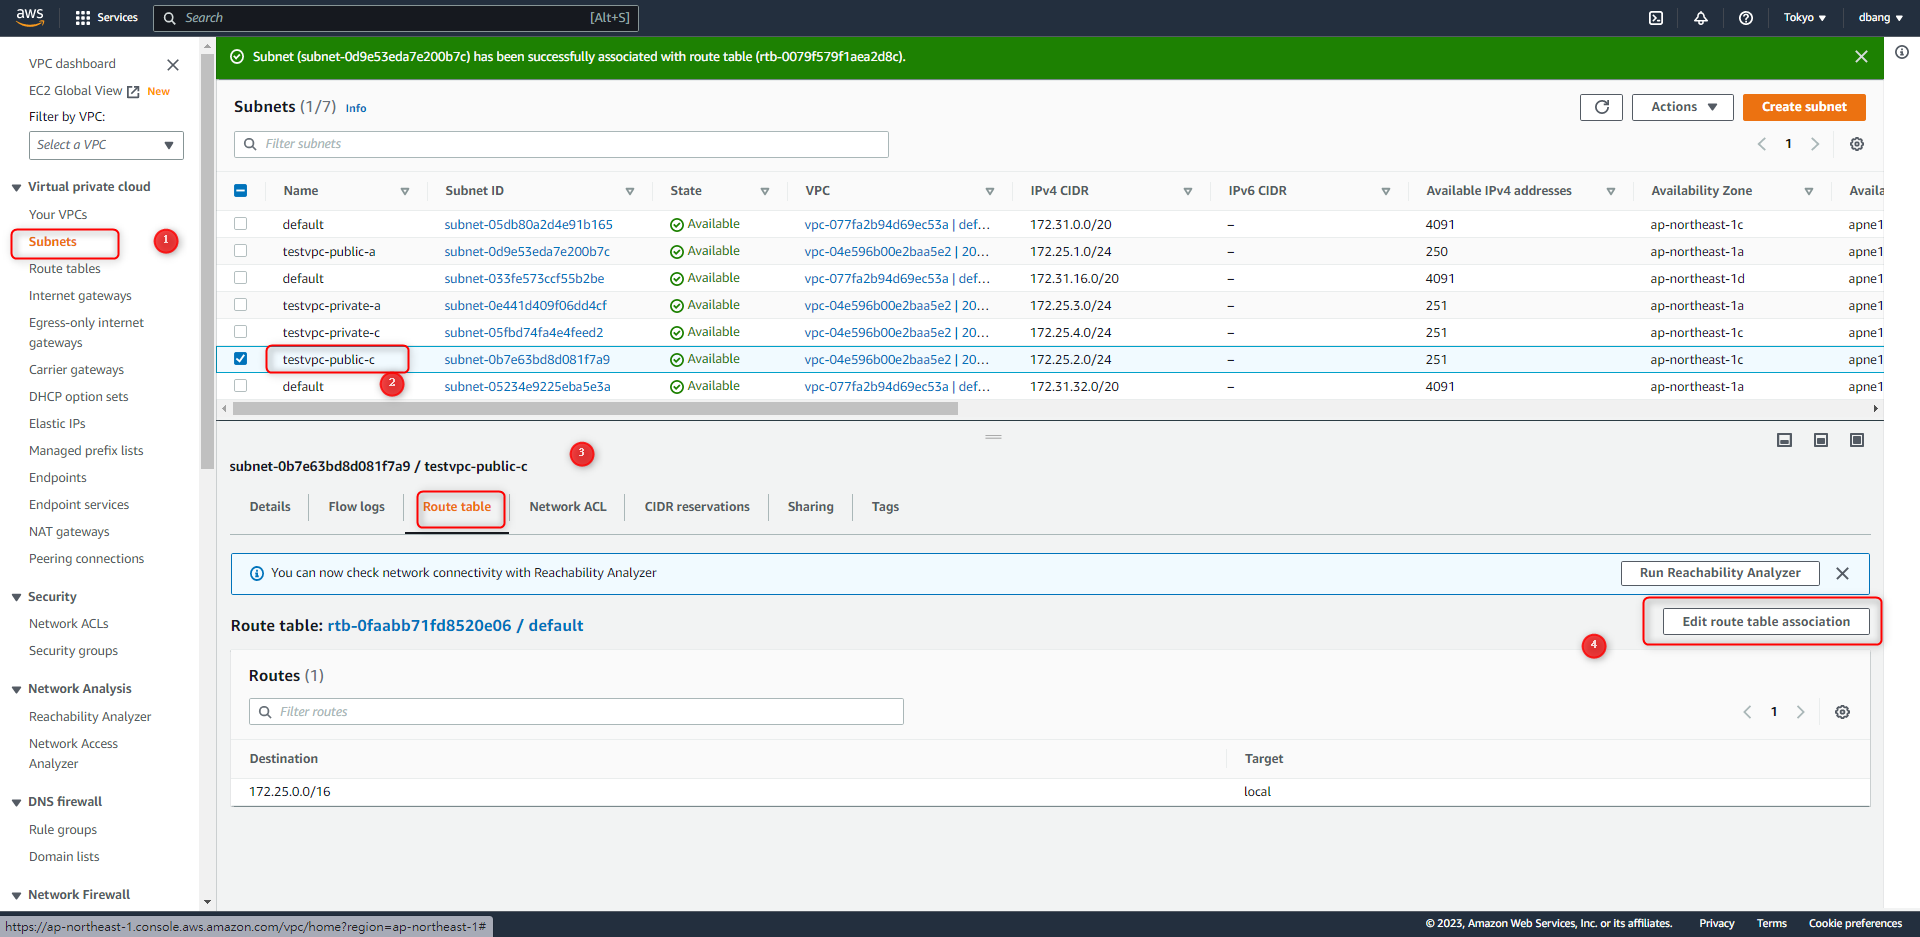 aws
Services
Search
[Alt+S]
Tokyo ▼
dbang ▼
VPC dashboard
EC2 Global View New
Filter by VPC:
Select a VPC
Virtual private cloud
Your VPCs
Subnets
1
Route tables
Internet gateways
Egress-only internet
gateways
Carrier gateways
DHCP option sets
Elastic IPs
Managed prefix lists
Endpoints
Endpoint services
NAT gateways
Peering connections
Security
Network ACLs
Security groups
Network Analysis
Reachability Analyzer
Network Access
Analyzer
DNS firewall
Rule groups
Domain lists
Network Firewall
Subnet (subnet-0d9e53eda7e200b7c) has been successfully associated with route table (rtb-0079f579f1aea2d8c).
Subnets (1/7) Info
Actions ▼
Create subnet
Filter subnets
1
Name Subnet ID State VPC IPv4 CIDR IPv6 CIDR Available IPv4 addresses Availability Zone Availa
default subnet-05db80a2d4e91b165 Available vpc-077fa2b94d69ec53a | def... 172.31.0.0/20 – 4091 ap-northeast-1c apne1
testvpc-public-a subnet-0d9e53eda7e200b7c Available vpc-04e596b00e2baa5e2 | 20... 172.25.1.0/24 – 250 ap-northeast-1a apne1
default subnet-033fe573ccf55b2be Available vpc-077fa2b94d69ec53a | def... 172.31.16.0/20 – 4091 ap-northeast-1d apne1
testvpc-private-a subnet-0e441d409f06dd4cf Available vpc-04e596b00e2baa5e2 | 20... 172.25.3.0/24 – 251 ap-northeast-1a apne1
testvpc-private-c subnet-05fbd74fa4e4feed2 Available vpc-04e596b00e2baa5e2 | 20... 172.25.4.0/24 – 251 ap-northeast-1c apne1
testvpc-public-c subnet-0b7e63bd8d081f7a9 Available vpc-04e596b00e2baa5e2 | 20... 172.25.2.0/24 – 251 ap-northeast-1c apne1
2
default subnet-05234e9225eba5e3a Available vpc-077fa2b94d69ec53a | def... 172.31.32.0/20 – 4091 ap-northeast-1a apne1
3
subnet-0b7e63bd8d081f7a9 / testvpc-public-c
Details Flow logs Route table Network ACL CIDR reservations Sharing Tags
You can now check network connectivity with Reachability Analyzer
Run Reachability Analyzer
Route table: rtb-0faabb71fd8520e06 / default
Edit route table association
4
Routes (1)
Filter routes
1
Destination Target
172.25.0.0/16 local
https://ap-northeast-1.console.aws.amazon.com/vpc/home?region=ap-northeast-1#
© 2023, Amazon Web Services, Inc. or its affiliates. Privacy Terms Cookie preferences